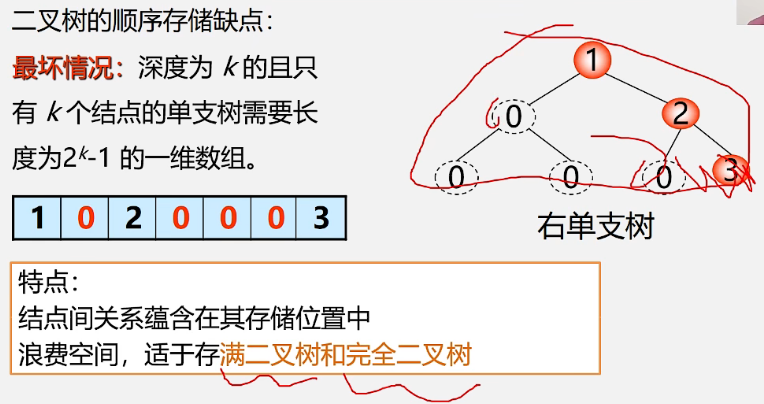 二叉树的顺序存储缺点：
最坏情况：深度为 k 的且只
有 k 个结点的单支树需要长
度为2ᵏ-1 的一维数组。
1 0 2 0 0 0 3
1
0 2
0 0 0 3
右单支树
特点：
结点间关系蕴含在其存储位置中
浪费空间，适于存满二叉树和完全二叉树